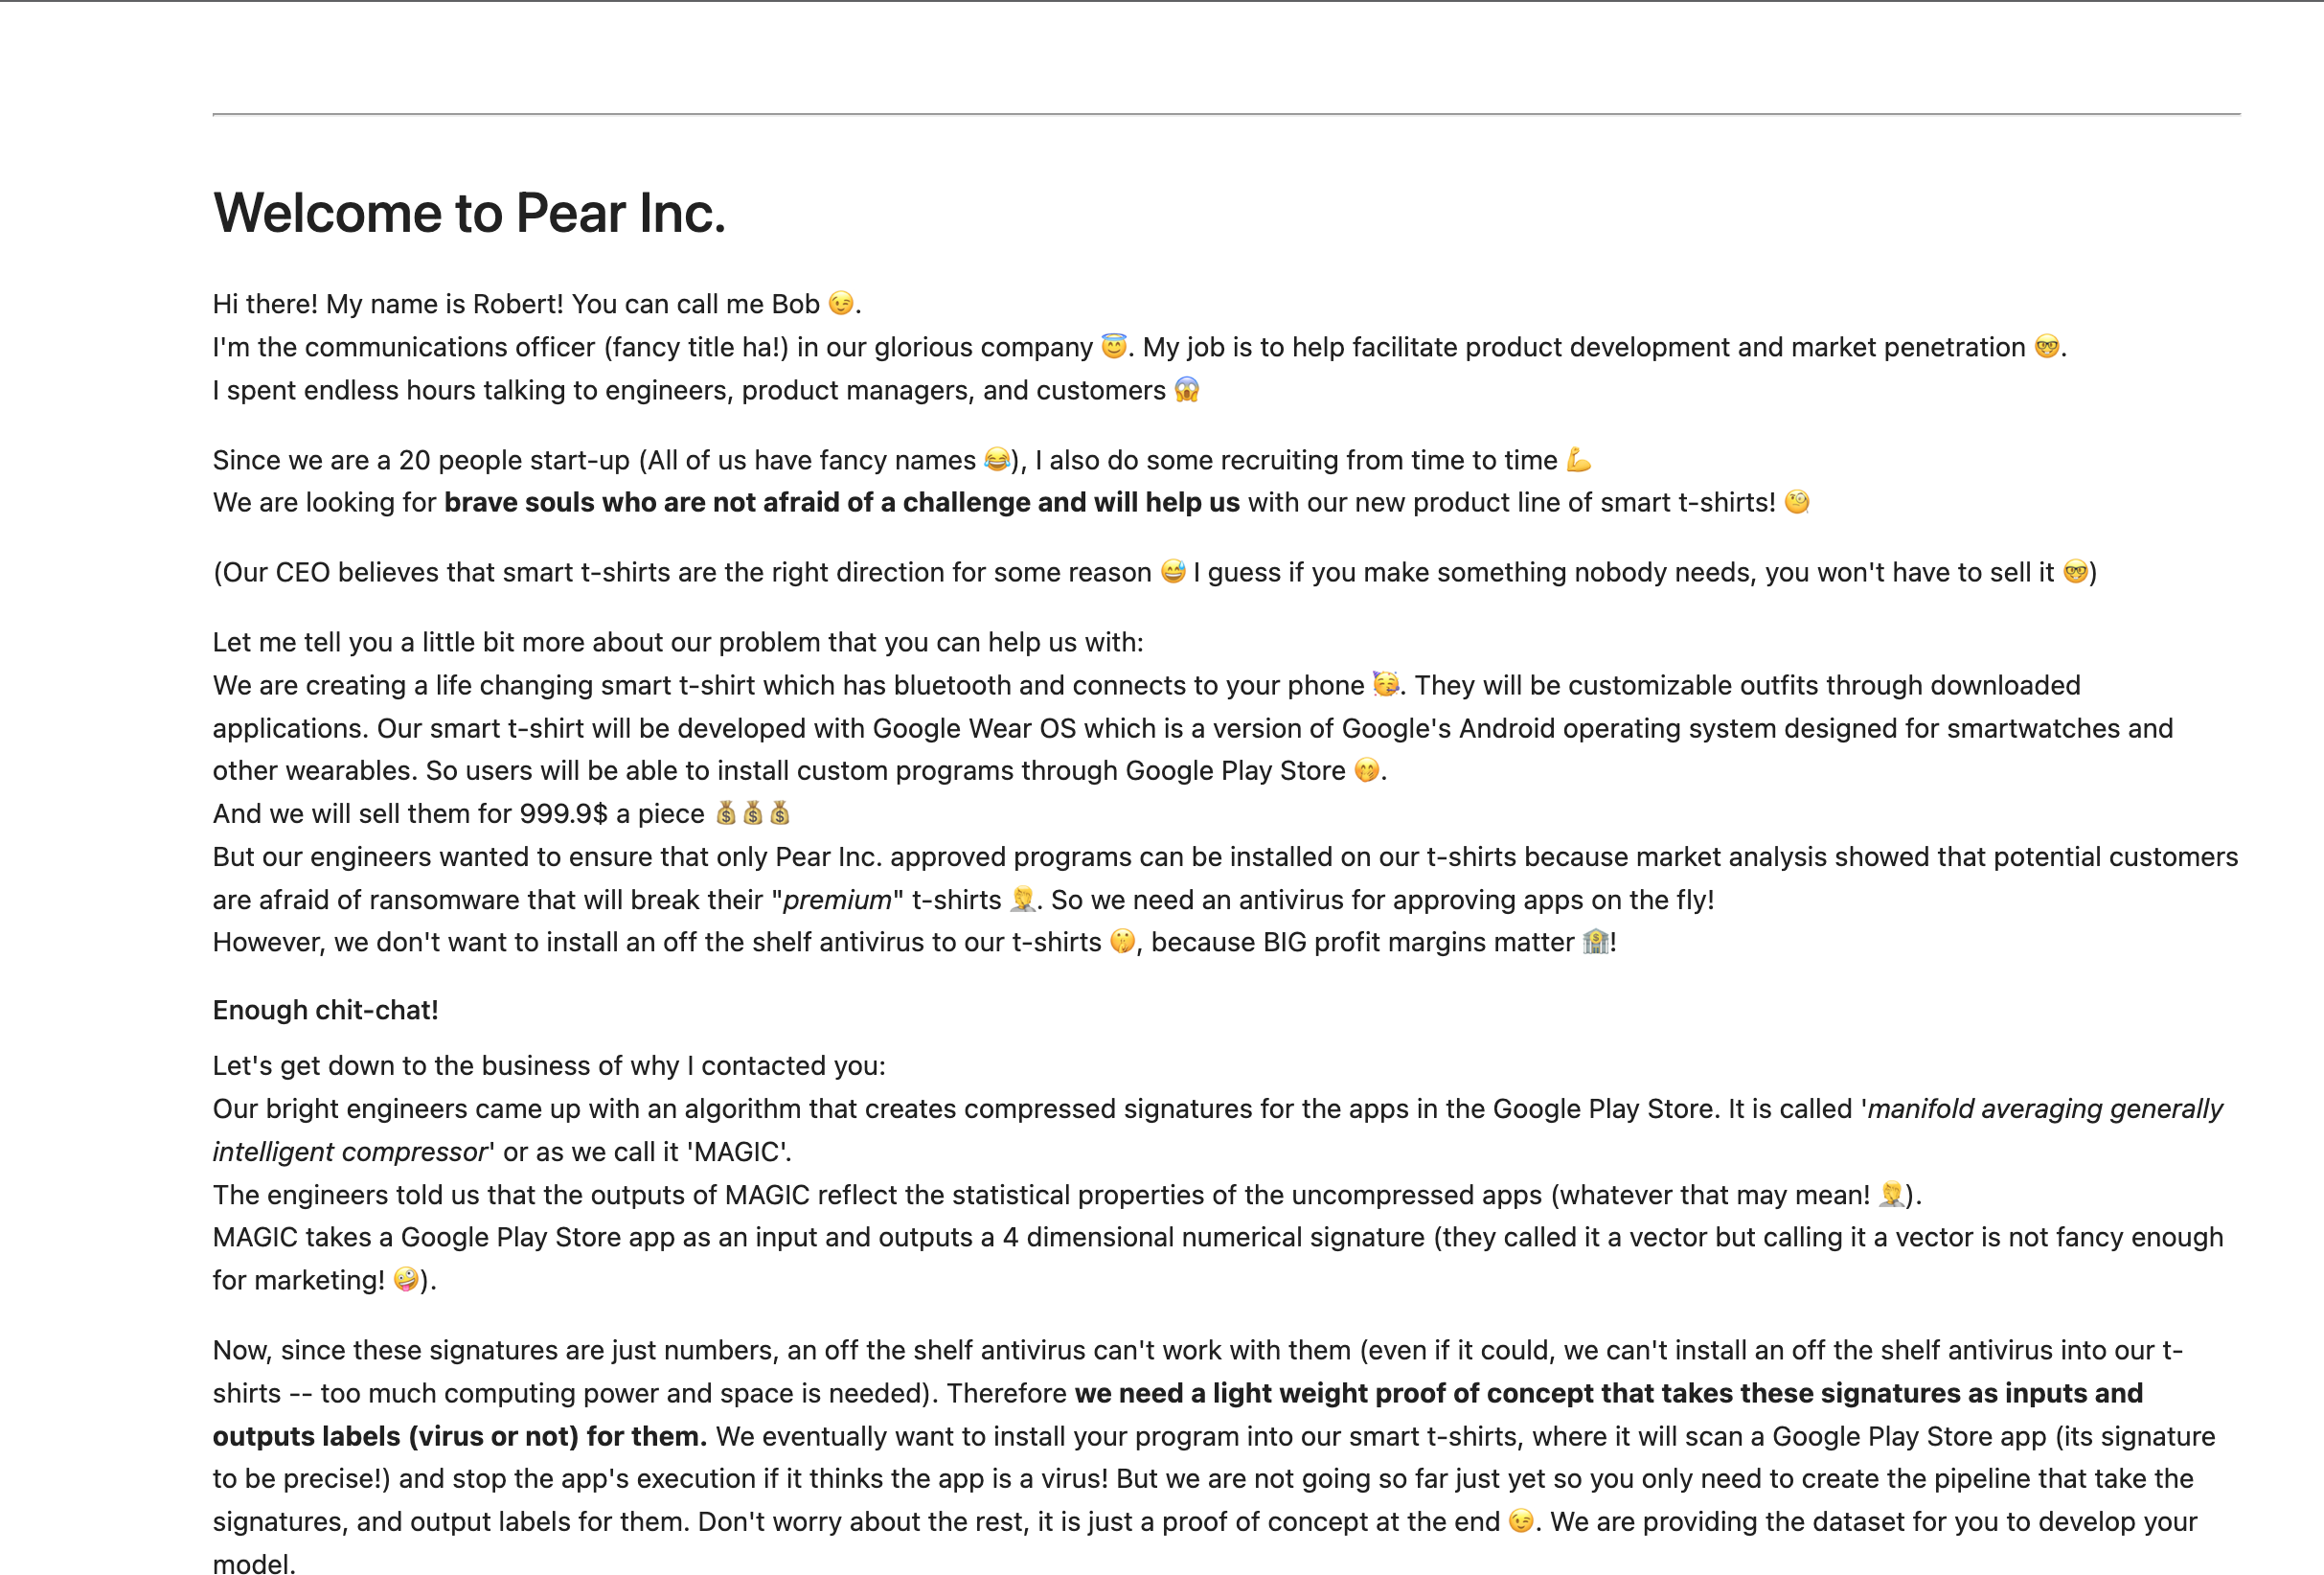 Welcome to Pear Inc.
Hi there! My name is Robert! You can call me Bob 😉.
I'm the communications officer (fancy title ha!) in our glorious company 😇. My job is to help facilitate product development and market penetration 🤓.
I spent endless hours talking to engineers, product managers, and customers 😱
Since we are a 20 people start-up (All of us have fancy names 😂), I also do some recruiting from time to time 💪
We are looking for brave souls who are not afraid of a challenge and will help us with our new product line of smart t-shirts! 🧐
(Our CEO believes that smart t-shirts are the right direction for some reason 😅 I guess if you make something nobody needs, you won't have to sell it 🤓)
Let me tell you a little bit more about our problem that you can help us with:
We are creating a life changing smart t-shirt which has bluetooth and connects to your phone 🥳. They will be customizable outfits through downloaded
applications. Our smart t-shirt will be developed with Google Wear OS which is a version of Google's Android operating system designed for smartwatches and
other wearables. So users will be able to install custom programs through Google Play Store 🤭.
And we will sell them for 999.9$ a piece 💰💰💰
But our engineers wanted to ensure that only Pear Inc. approved programs can be installed on our t-shirts because market analysis showed that potential customers
are afraid of ransomware that will break their "premium" t-shirts 🤦. So we need an antivirus for approving apps on the fly!
However, we don't want to install an off the shelf antivirus to our t-shirts 🤫, because BIG profit margins matter 🏦!
Enough chit-chat!
Let's get down to the business of why I contacted you:
Our bright engineers came up with an algorithm that creates compressed signatures for the apps in the Google Play Store. It is called 'manifold averaging generally
intelligent compressor' or as we call it 'MAGIC'.
The engineers told us that the outputs of MAGIC reflect the statistical properties of the uncompressed apps (whatever that may mean! 🤦).
MAGIC takes a Google Play Store app as an input and outputs a 4 dimensional numerical signature (they called it a vector but calling it a vector is not fancy enough
for marketing! 🤪).
Now, since these signatures are just numbers, an off the shelf antivirus can't work with them (even if it could, we can't install an off the shelf antivirus into our t-
shirts -- too much computing power and space is needed). Therefore we need a light weight proof of concept that takes these signatures as inputs and
outputs labels (virus or not) for them. We eventually want to install your program into our smart t-shirts, where it will scan a Google Play Store app (its signature
to be precise!) and stop the app's execution if it thinks the app is a virus! But we are not going so far just yet so you only need to create the pipeline that take the
signatures, and output labels for them. Don't worry about the rest, it is just a proof of concept at the end 😉. We are providing the dataset for you to develop your
model.